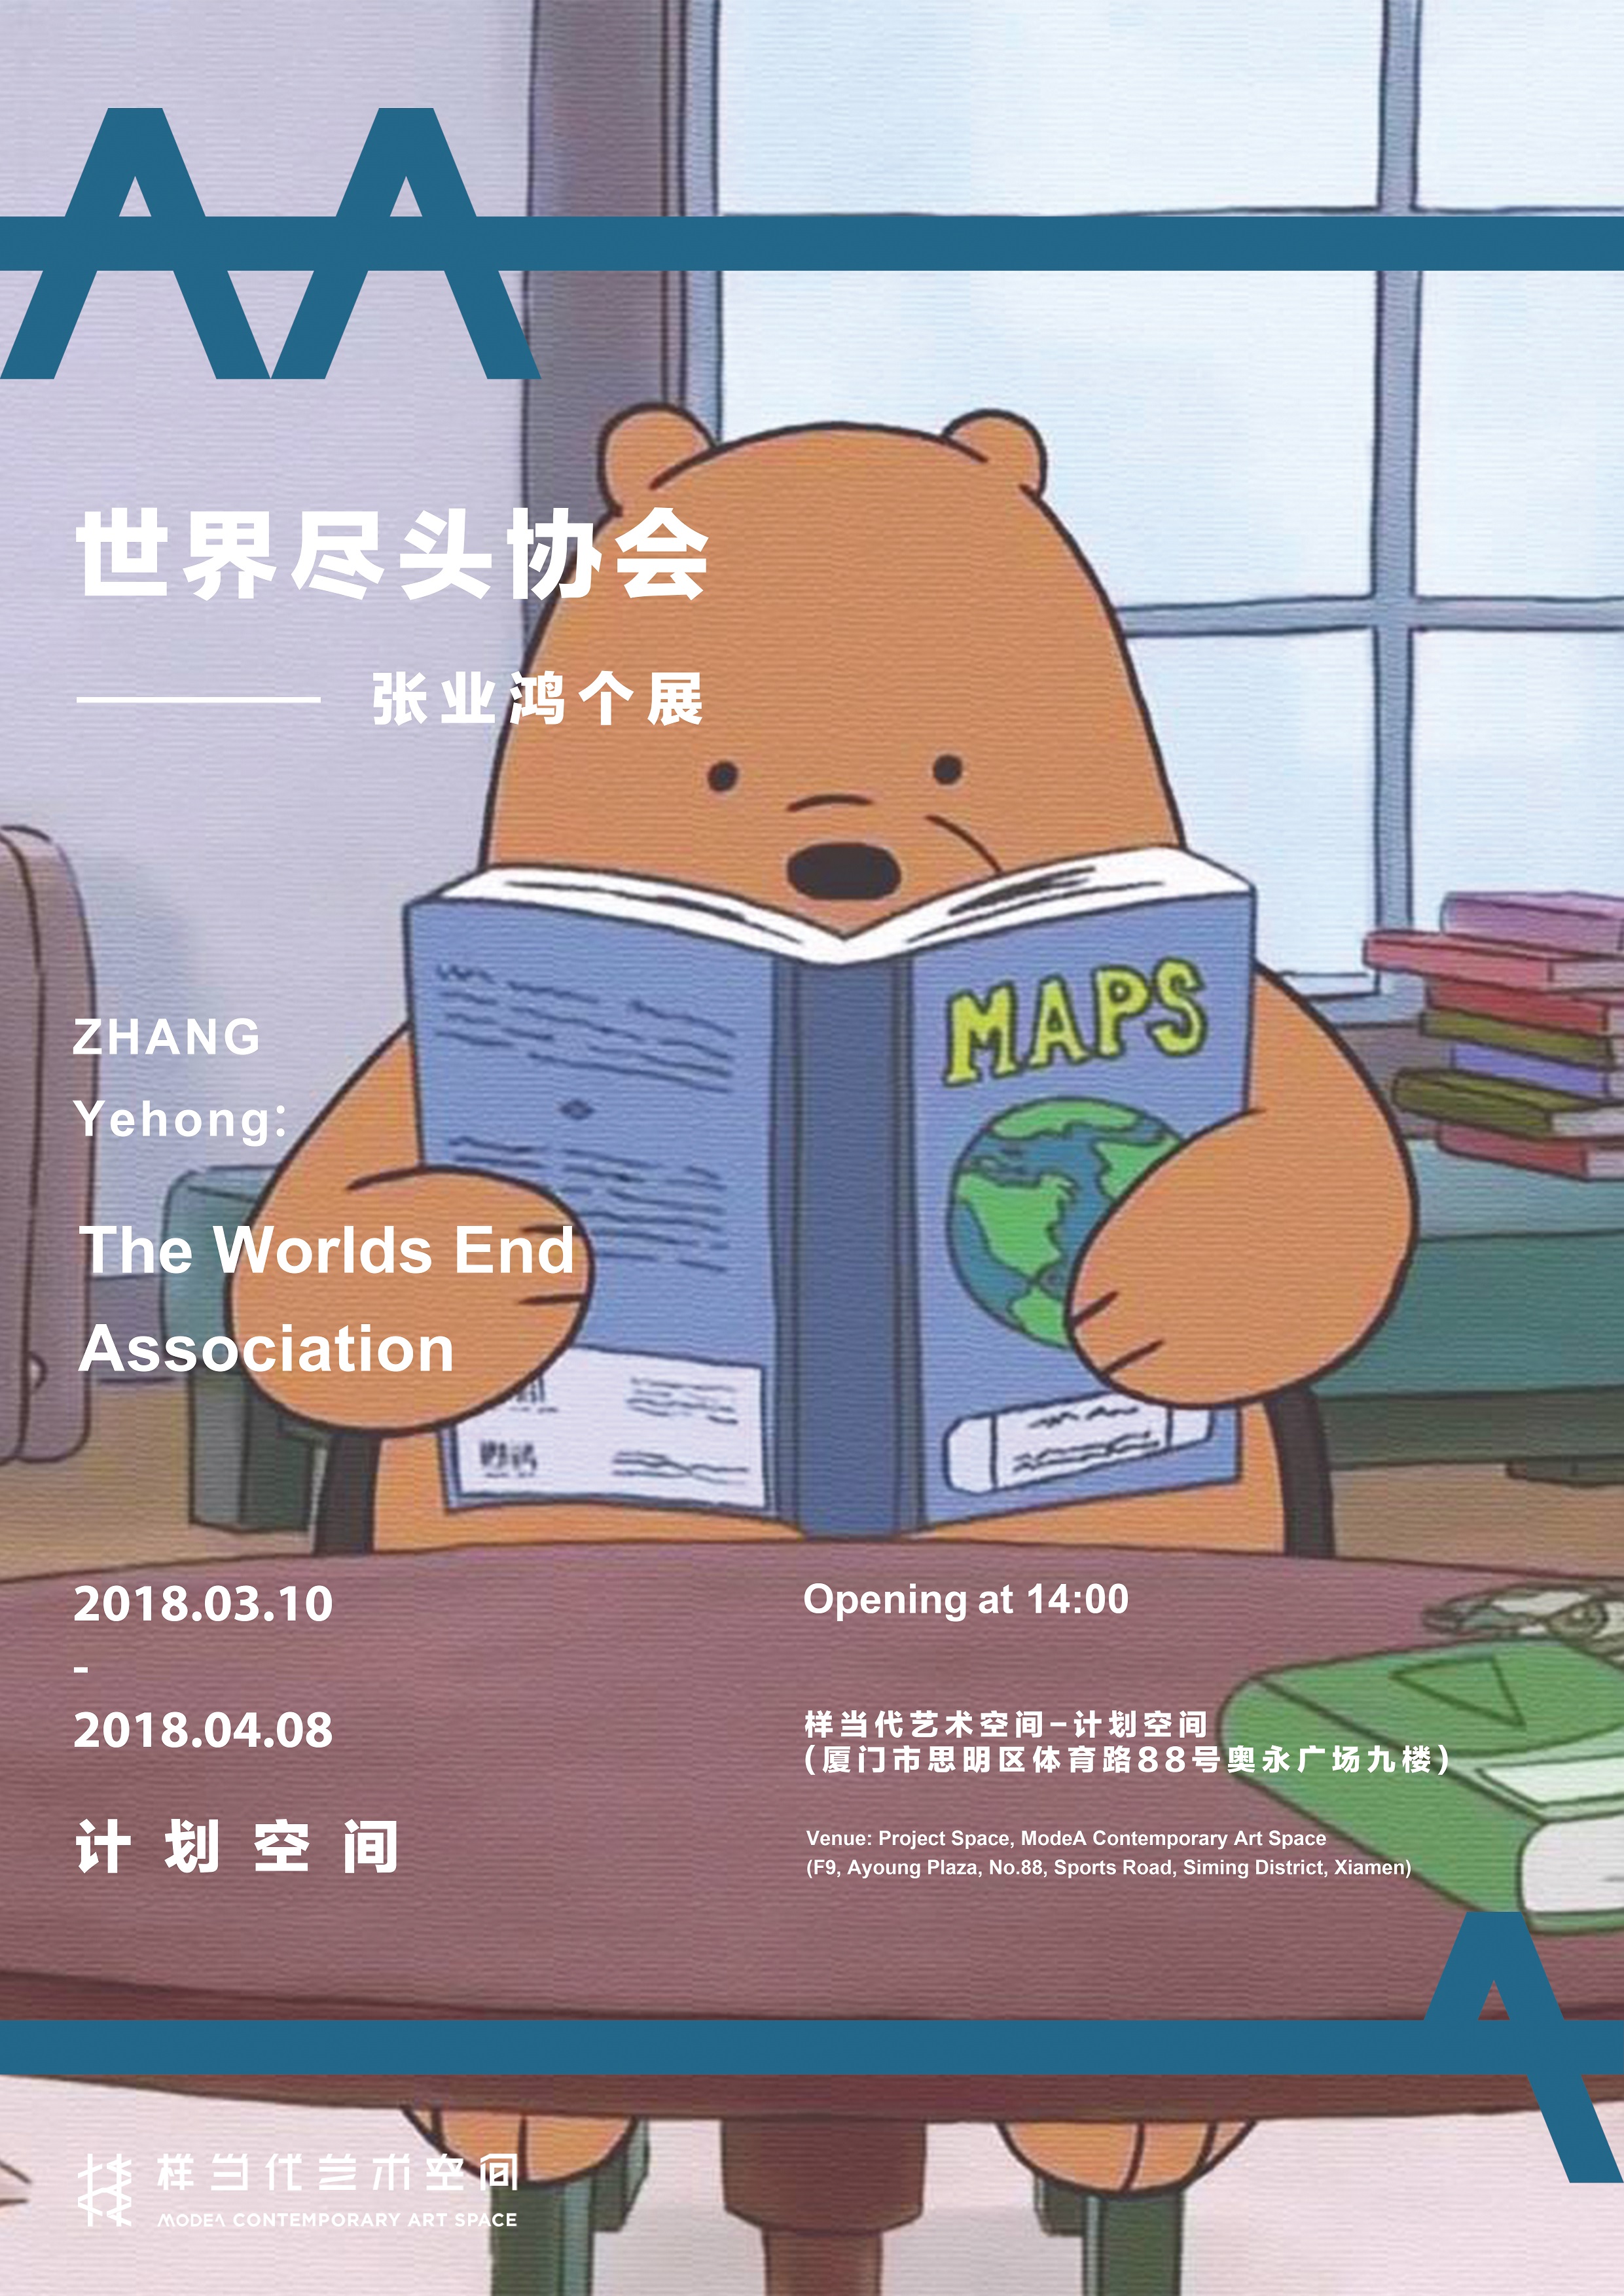 AA
世界尽头协会
张业鸿个展
MAPS
ZHANG
Yehong:
The Worlds End
Association
2018.03.10
-
2018.04.08
计划空间
Opening at 14:00
样当代艺术空间-计划空间
(厦门市思明区体育路88号奥永广场九楼)
Venue: Project Space, ModeA Contemporary Art Space
(F9, Ayoung Plaza, No.88, Sports Road, Siming District, Xiamen)
A
样当代艺术空间
MODEA CONTEMPORARY ART SPACE